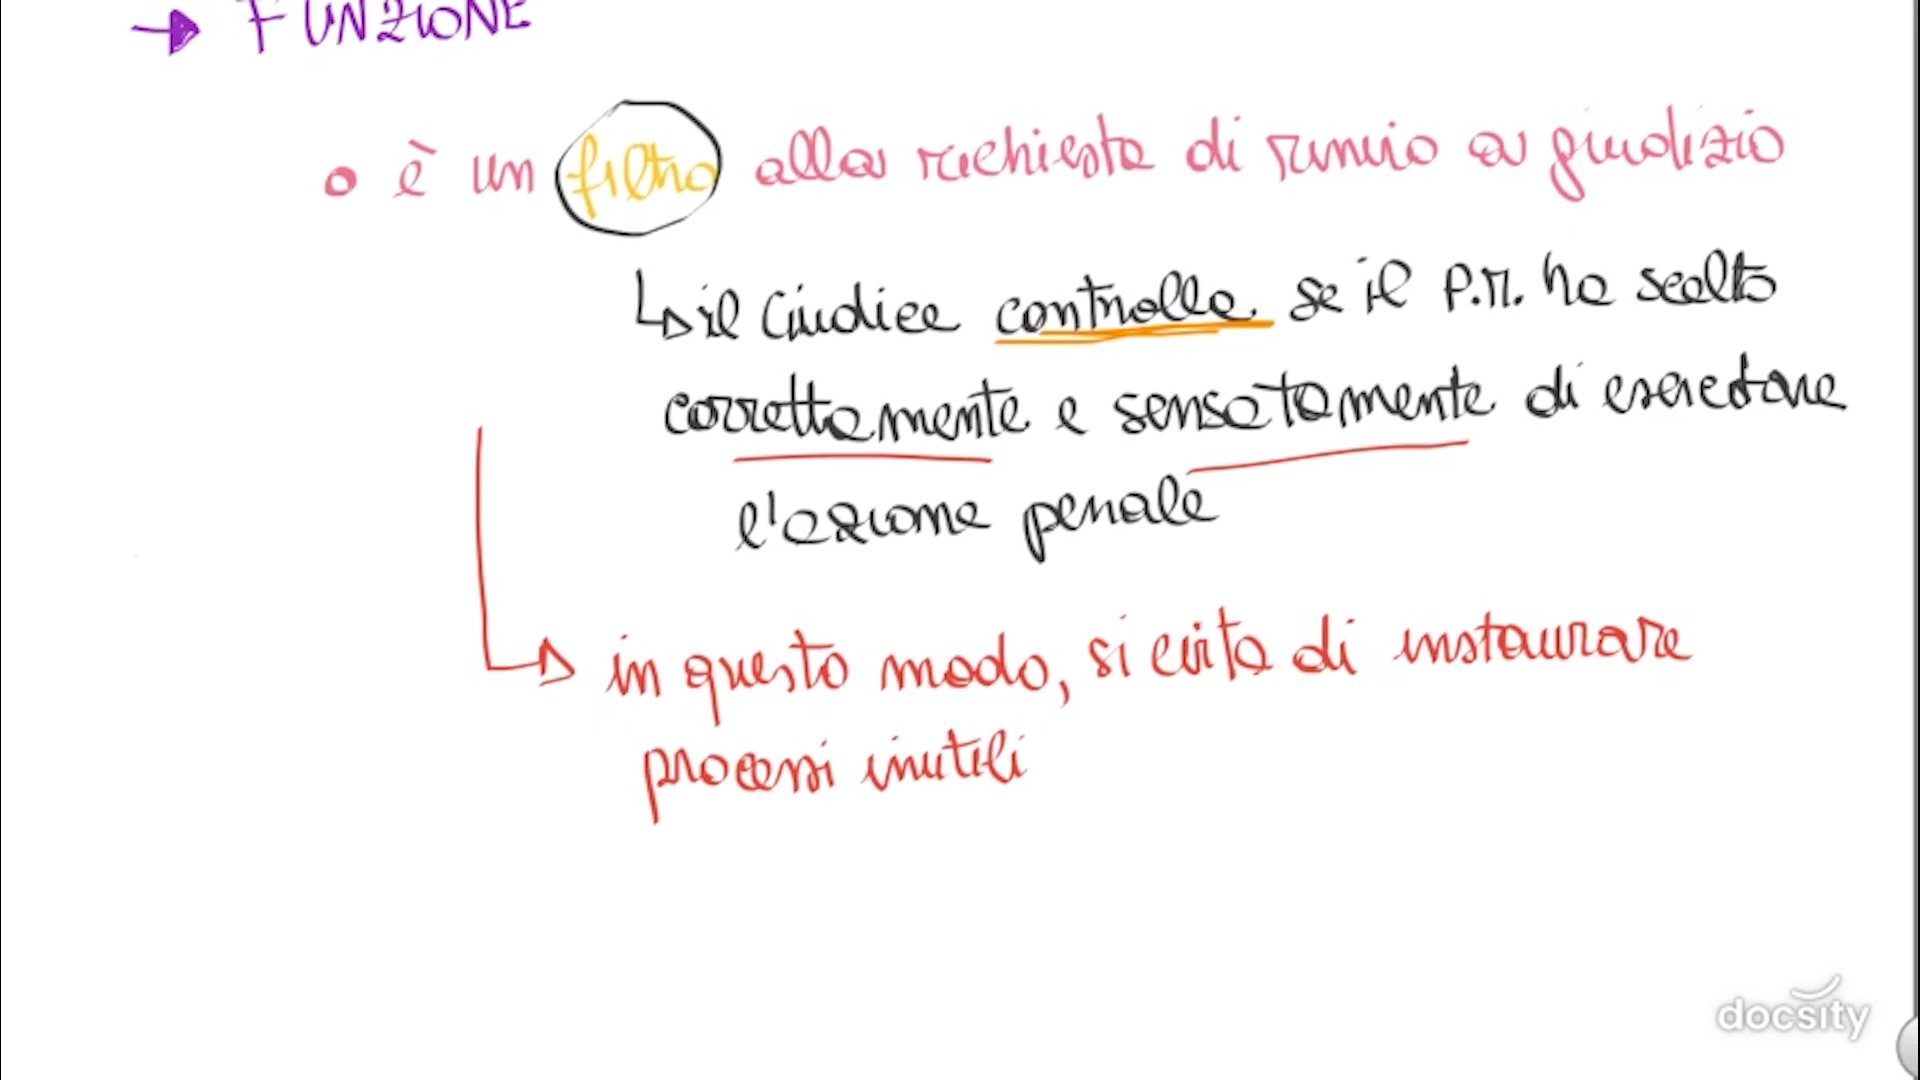 → FUNZIONE
o è un filtro alla richiesta di rinvio a giudizio
↳ il Giudice controlla se il P.M. ha scelto
correttamente e sensatamente di esercitare
l'azione penale
↳ in questo modo, si evita di instaurare
processi inutili
docsity